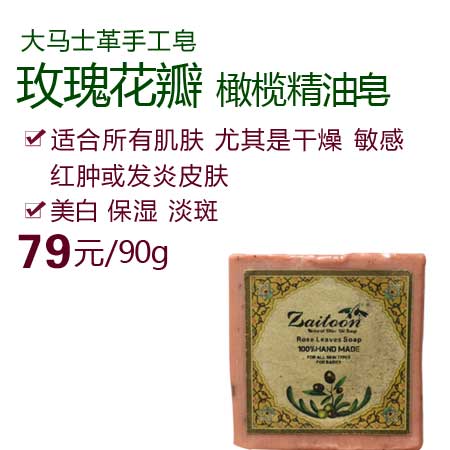 大马士革手工皂
玫瑰花瓣 橄榄精油皂
适合所有肌肤 尤其是干燥 敏感
红肿或发炎皮肤
美白 保湿 淡斑
79元/90g
Zaitoon
Natural Olive Oil Soap
Rose Leaves Soap
100%HAND MADE
FOR ALL SKIN TYPES
FOR BABIES